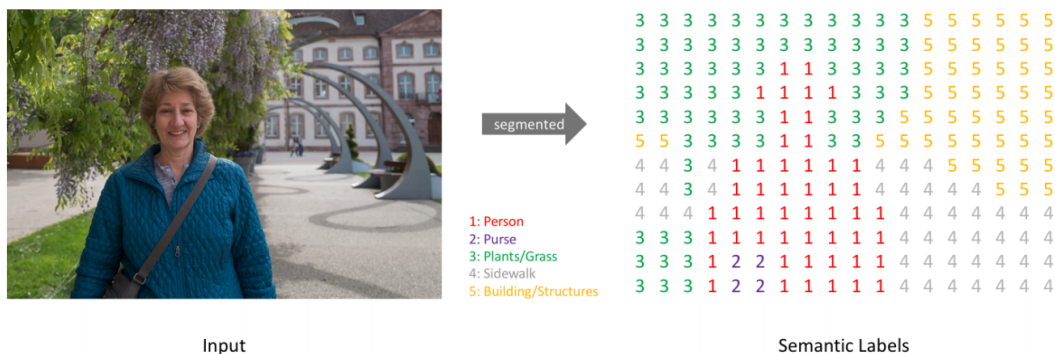 segmented
1: Person
2: Purse
3: Plants/Grass
4: Sidewalk
5: Building/Structures
3 3 3 3 3 3 3 3 3 3 3 3 5 5 5 5 5 5
3 3 3 3 3 3 3 3 3 3 3 3 5 5 5 5 5 5
3 3 3 3 3 3 1 1 3 3 3 3 5 5 5 5 5 5
3 3 3 3 3 1 1 1 1 3 3 3 5 5 5 5 5 5
3 3 3 3 3 3 1 1 3 3 3 5 5 5 5 5 5 5
5 5 3 3 3 3 1 1 3 3 5 5 5 5 5 5 5 5
4 4 3 4 1 1 1 1 1 1 4 4 4 5 5 5 5 5
4 4 3 4 1 1 1 1 1 1 4 4 4 4 4 5 5 5
4 4 4 1 1 1 1 1 1 1 1 4 4 4 4 4 4 4
3 3 3 1 1 1 1 1 1 1 1 4 4 4 4 4 4 4
3 3 3 1 2 2 1 1 1 1 1 4 4 4 4 4 4 4
3 3 3 1 2 2 1 1 1 1 1 4 4 4 4 4 4 4
Input
Semantic Labels